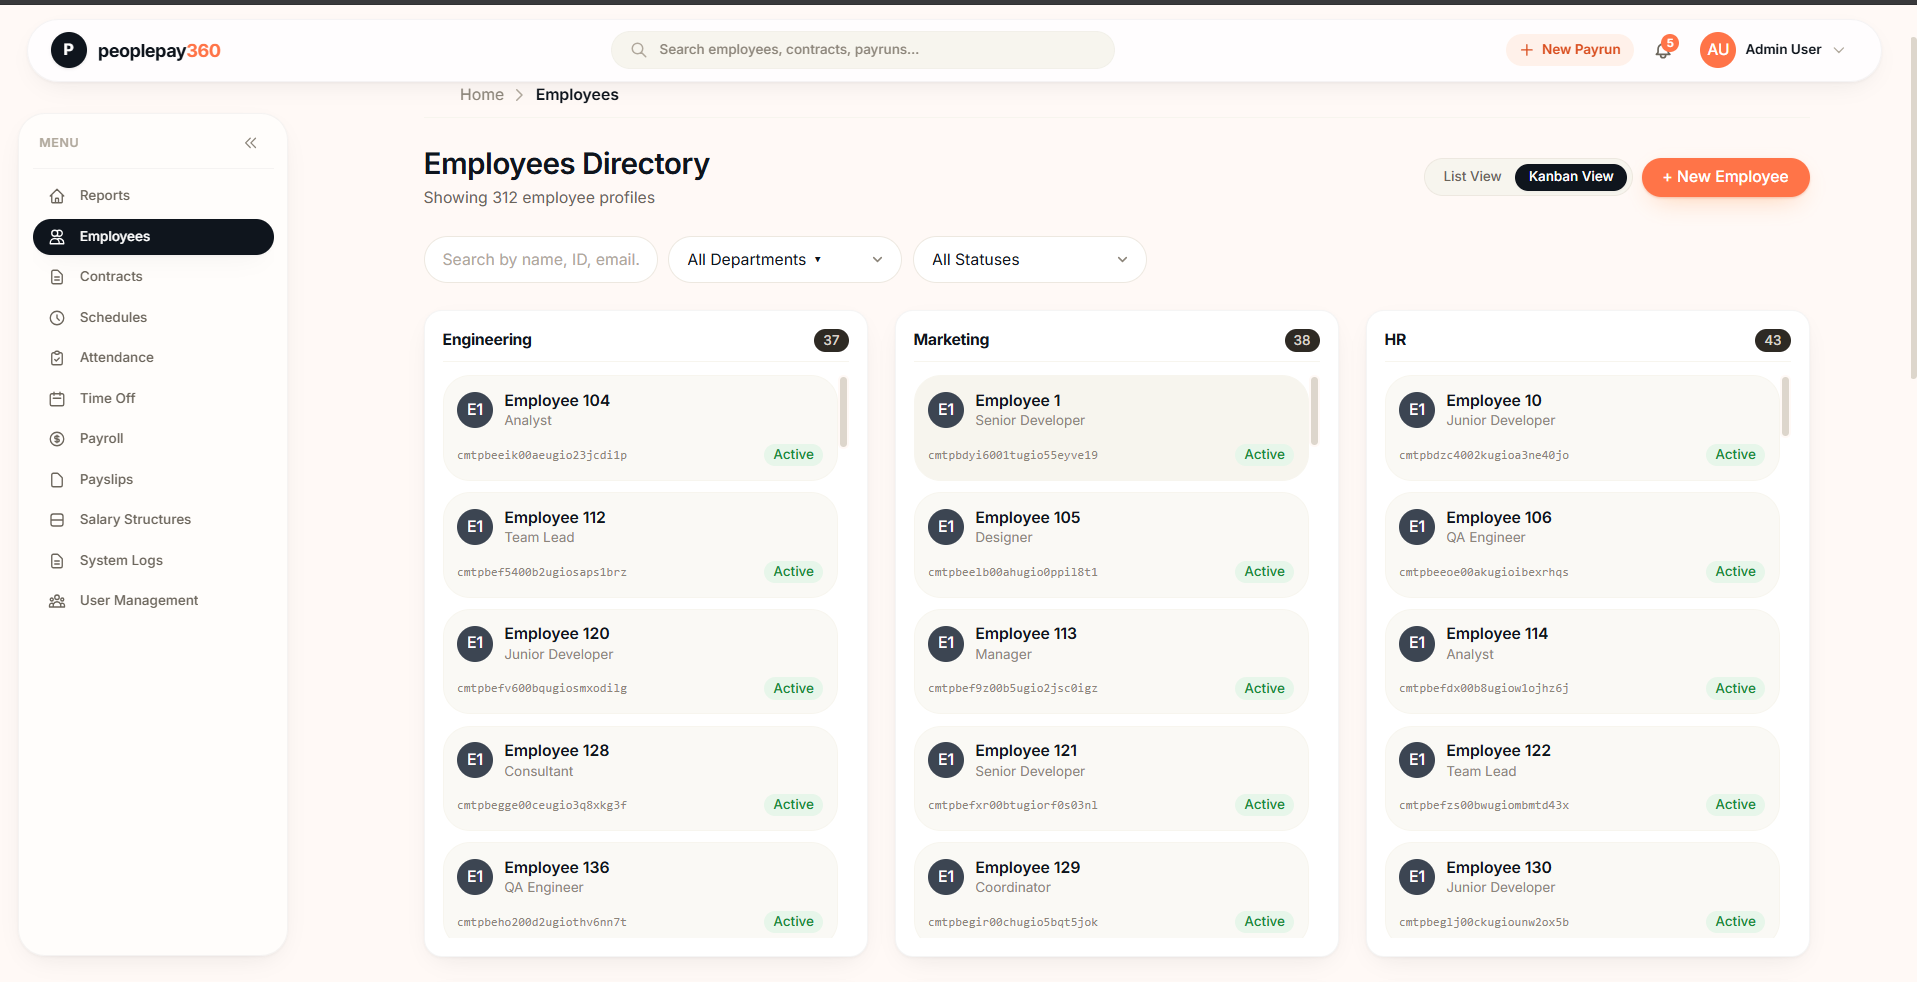 P peoplepay360
Search employees, contracts, payruns...
+ New Payrun
5
AU Admin User
Home > Employees
MENU
Reports
Employees
Contracts
Schedules
Attendance
Time Off
Payroll
Payslips
Salary Structures
System Logs
User Management
Employees Directory
Showing 312 employee profiles
List View
Kanban View
+ New Employee
Search by name, ID, email.
All Departments ▾
All Statuses
Engineering 37
E1 Employee 104
Analyst
cmtpbeeik00aeugio23jcdi1p Active
E1 Employee 112
Team Lead
cmtpbef5400b2ugiosaps1brz Active
E1 Employee 120
Junior Developer
cmtpbefv600bqugiosmxodilg Active
E1 Employee 128
Consultant
cmtpbegge00ceugio3q8xkg3f Active
E1 Employee 136
QA Engineer
cmtpbeho200d2ugiothv6nn7t Active
Marketing 38
E1 Employee 1
Senior Developer
cmtpbdyi6001tugio55eyve19 Active
E1 Employee 105
Designer
cmtpbeelb00ahugio0ppil8t1 Active
E1 Employee 113
Manager
cmtpbef9z00b5ugio2jsc0igz Active
E1 Employee 121
Senior Developer
cmtpbefxr00btugiorf0s03nl Active
E1 Employee 129
Coordinator
cmtpbegir00chugio5bqt5jok Active
HR 43
E1 Employee 10
Junior Developer
cmtpbdzc4002kugioa3ne40jo Active
E1 Employee 106
QA Engineer
cmtpbeeoe00akugioibexrhqs Active
E1 Employee 114
Analyst
cmtpbefdx00b8ugiow1ojhz6j Active
E1 Employee 122
Team Lead
cmtpbefzs00bwugiombmtd43x Active
E1 Employee 130
Junior Developer
cmtpbeglj00ckugiounw2ox5b Active